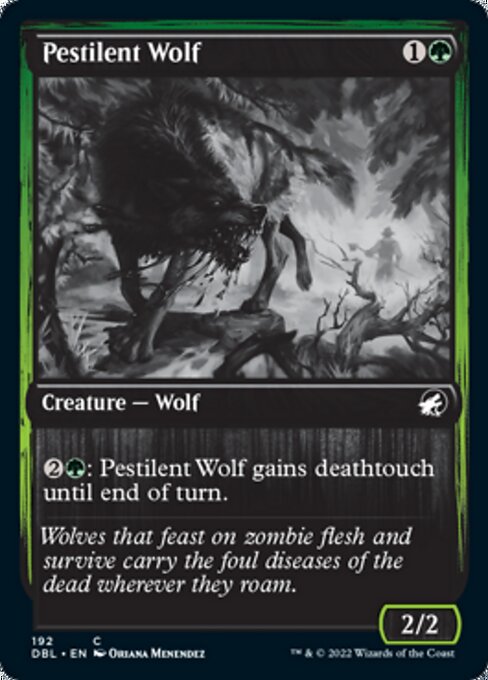 Pestilent Wolf 1
Creature — Wolf
2: Pestilent Wolf gains deathtouch
until end of turn.
Wolves that feast on zombie flesh and
survive carry the foul diseases of the
dead wherever they roam.
2/2
192 C
DBL • EN Oriana Menendez
™ & © 2022 Wizards of the Coast